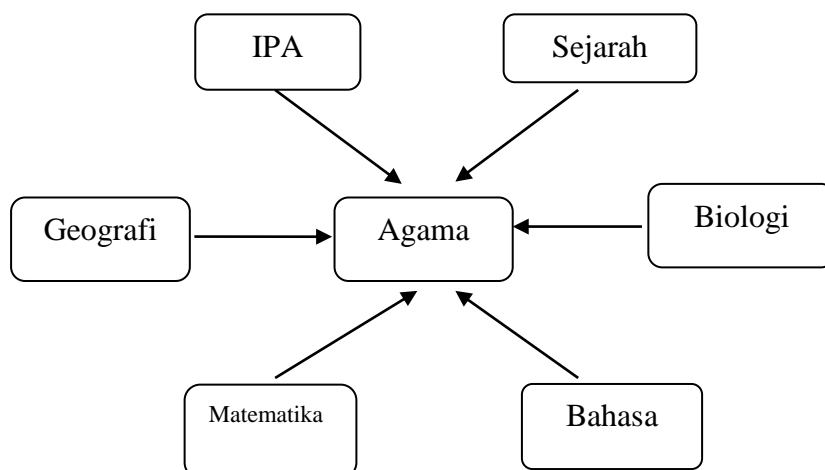 IPA
Sejarah
Geografi
Agama
Biologi
Matematika
Bahasa